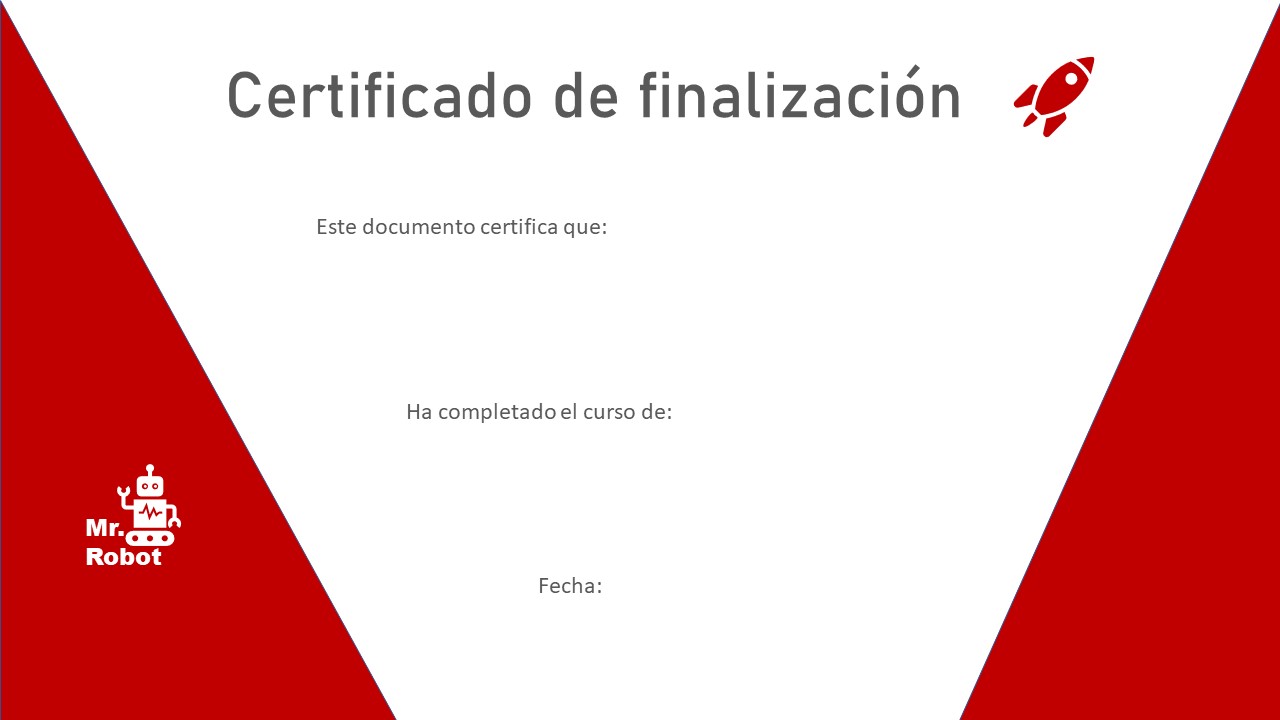 Certificado de finalización
Este documento certifica que:
Ha completado el curso de:
Mr.
Robot
Fecha: